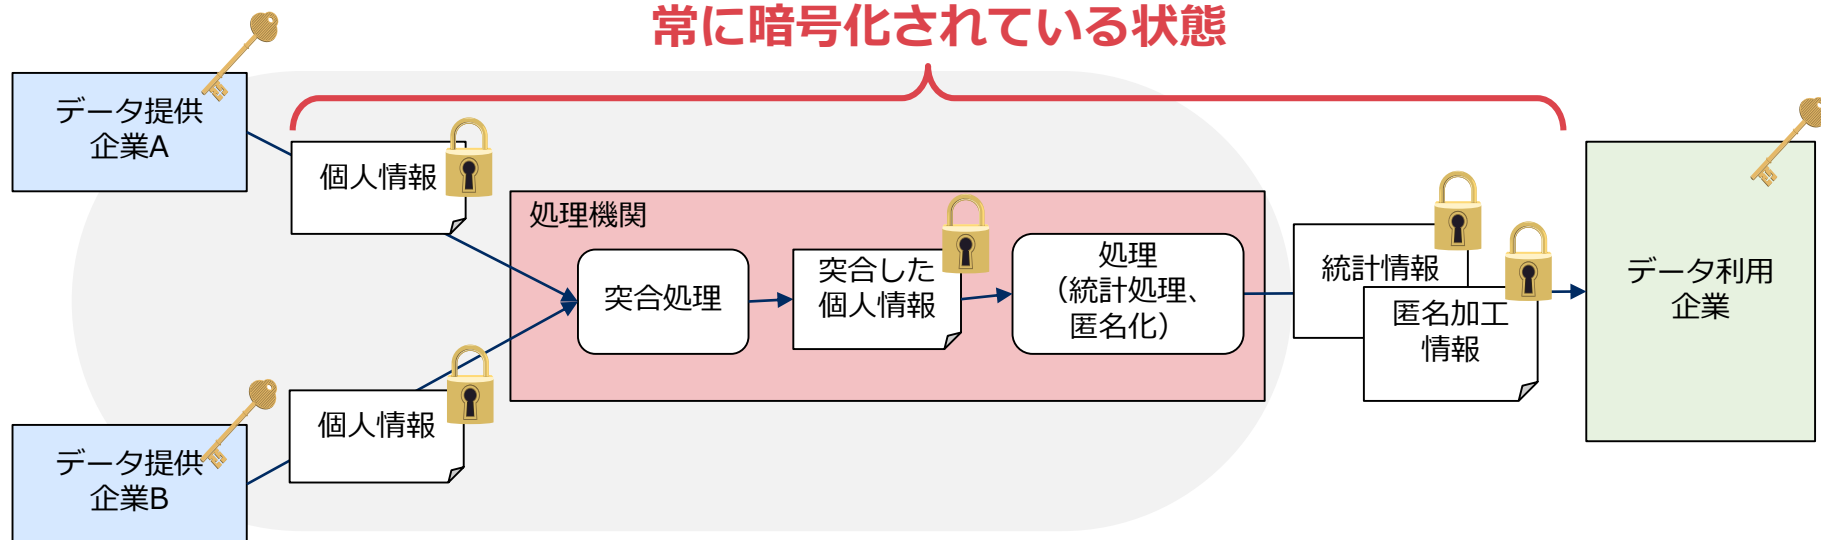 常に暗号化されている状態
データ提供
企業A
個人情報
処理機関
突合処理
突合した
個人情報
処理
（統計処理、
匿名化）
統計情報
匿名加工
情報
データ利用
企業
個人情報
データ提供
企業B